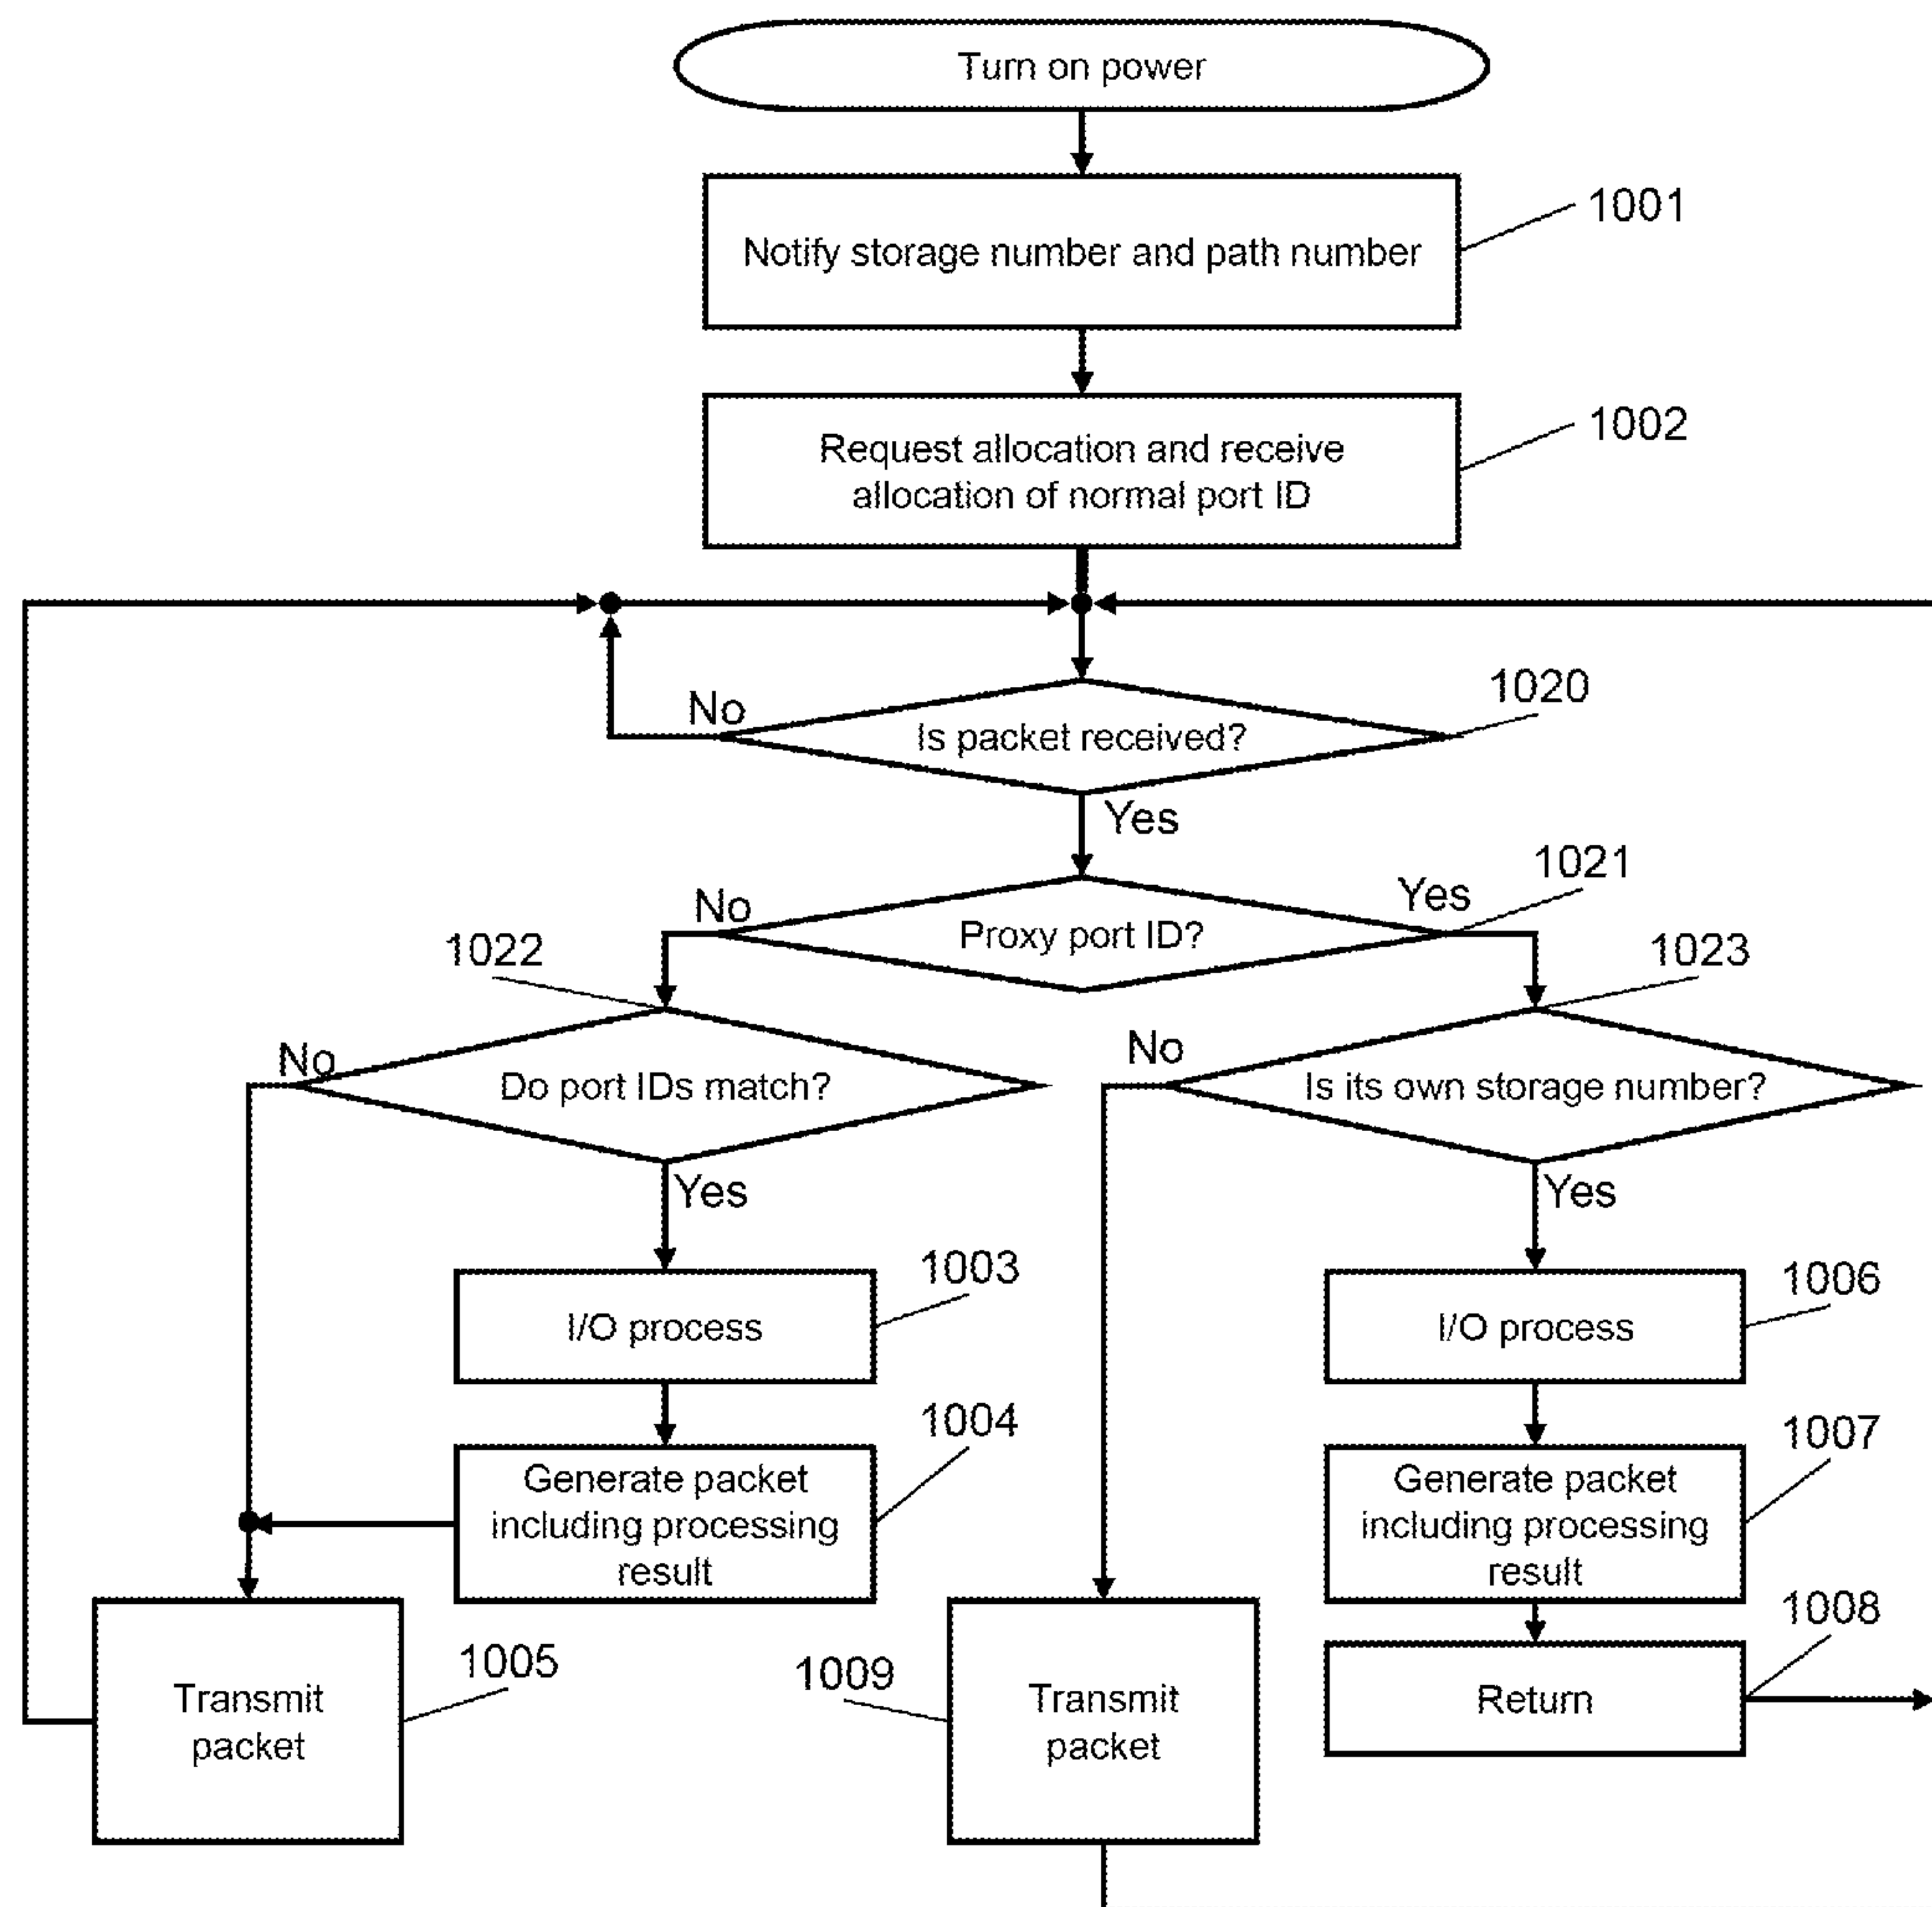 Turn on power
1001
Notify storage number and path number
1002
Request allocation and receive
allocation of normal port ID
1020
No
Is packet received?
Yes
1021
No
Yes
Proxy port ID?
1022
1023
No
No
Do port IDs match?
Is its own storage number?
Yes
Yes
1003
1006
I/O process
I/O process
1004
1007
Generate packet
including processing
result
Generate packet
including processing
result
1008
1005
1009
Transmit
packet
Transmit
packet
Return